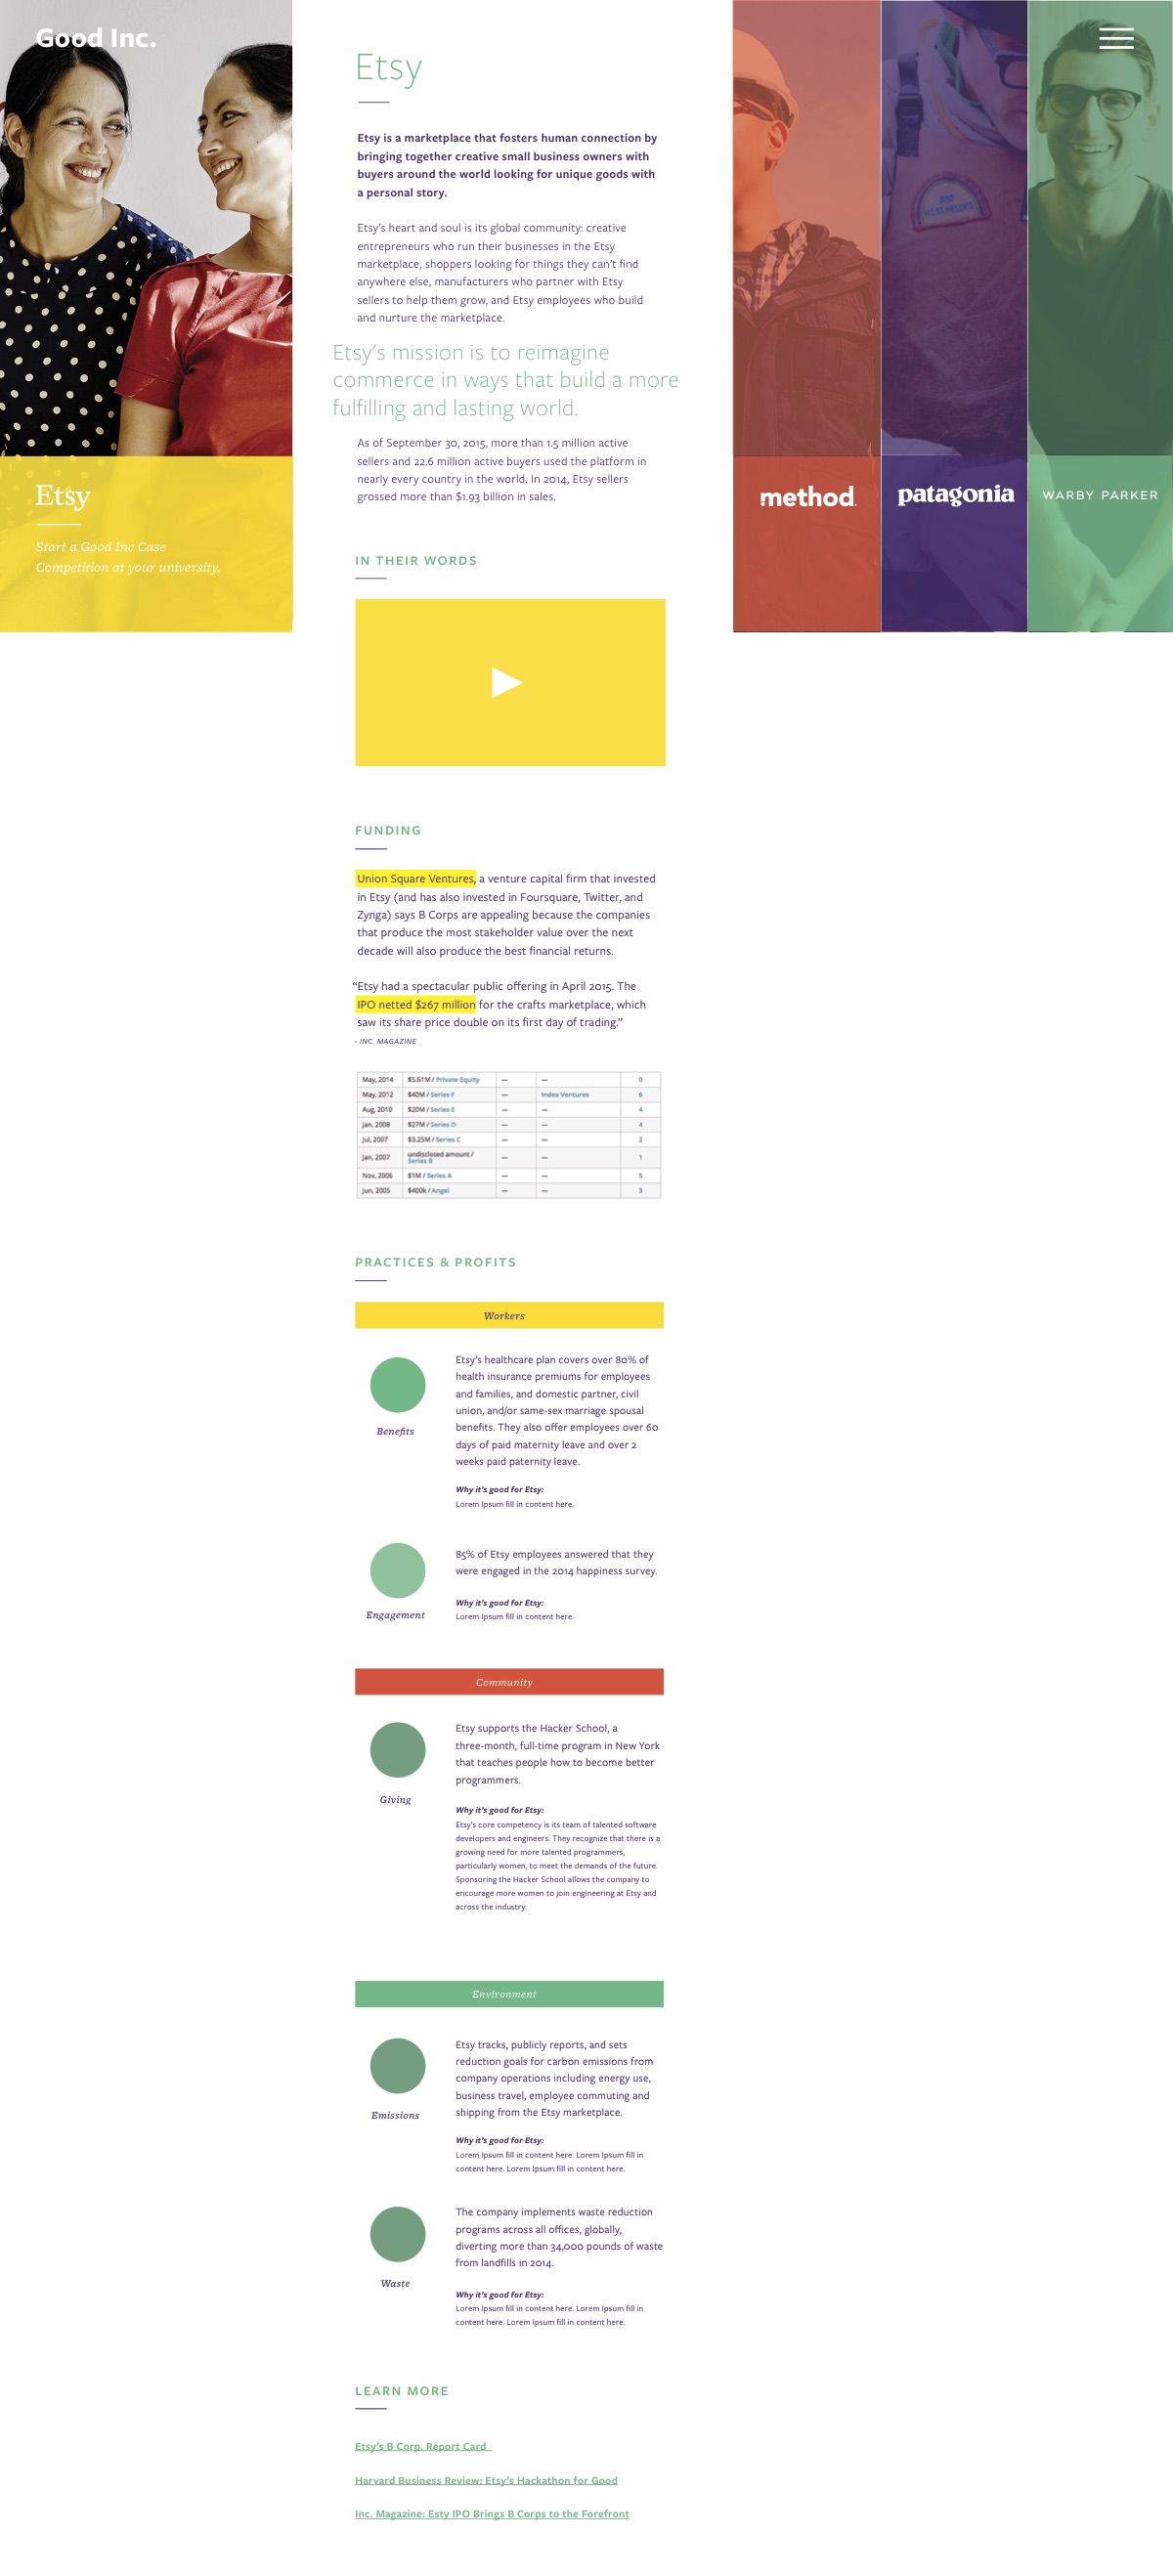 Good Inc.
Etsy
Start a Good Inc Case
Competition at your university.
Etsy
Etsy is a marketplace that fosters human connection by
bringing together creative small business owners with
buyers around the world looking for unique goods with
a personal story.
Etsy's heart and soul is its global community: creative
entrepreneurs who run their businesses in the Etsy
marketplace, shoppers looking for things they can't find
anywhere else, manufacturers who partner with Etsy
sellers to help them grow, and Etsy employees who build
and nurture the marketplace.
Etsy's mission is to reimagine
commerce in ways that build a more
fulfilling and lasting world.
As of September 30, 2015, more than 1.5 million active
sellers and 22.6 million active buyers used the platform in
nearly every country in the world. In 2014, Etsy sellers
grossed more than $1.93 billion in sales.
IN THEIR WORDS
FUNDING
Union Square Ventures, a venture capital firm that invested
in Etsy (and has also invested in Foursquare, Twitter, and
Zynga) says B Corps are appealing because the companies
that produce the most stakeholder value over the next
decade will also produce the best financial returns.
“Etsy had a spectacular public offering in April 2015. The
IPO netted $267 million for the crafts marketplace, which
saw its share price double on its first day of trading.”
- INC. MAGAZINE
May, 2014 $5.61M / Private Equity — — 0
May, 2012 $40M / Series F — Index Ventures 6
Aug, 2010 $20M / Series E — — 4
Jan, 2008 $27M / Series D — — 4
Jul, 2007 $3.25M / Series C — — 2
Jan, 2007 undisclosed amount / — — 1
Series B
Nov, 2006 $1M / Series A — — 5
Jun, 2005 $400k / Angel — — 3
PRACTICES & PROFITS
Workers
Benefits
Etsy's healthcare plan covers over 80% of
health insurance premiums for employees
and families, and domestic partner, civil
union, and/or same-sex marriage spousal
benefits. They also offer employees over 60
days of paid maternity leave and over 2
weeks paid paternity leave.
Why it's good for Etsy:
Lorem Ipsum fill in content here.
Engagement
85% of Etsy employees answered that they
were engaged in the 2014 happiness survey.
Why it's good for Etsy:
Lorem Ipsum fill in content here.
Community
Giving
Etsy supports the Hacker School, a
three-month, full-time program in New York
that teaches people how to become better
programmers.
Why it's good for Etsy:
Etsy's core competency is its team of talented software
developers and engineers. They recognize that there is a
growing need for more talented programmers,
particularly women, to meet the demands of the future.
Sponsoring the Hacker School allows the company to
encourage more women to join engineering at Etsy and
across the industry.
Environment
Emissions
Etsy tracks, publicly reports, and sets
reduction goals for carbon emissions from
company operations including energy use,
business travel, employee commuting and
shipping from the Etsy marketplace.
Why it's good for Etsy:
Lorem Ipsum fill in content here. Lorem Ipsum fill in
content here. Lorem Ipsum fill in content here.
Waste
The company implements waste reduction
programs across all offices, globally,
diverting more than 34,000 pounds of waste
from landfills in 2014.
Why it's good for Etsy:
Lorem Ipsum fill in content here. Lorem Ipsum fill in
content here. Lorem Ipsum fill in content here.
LEARN MORE
Etsy's B Corp. Report Card
Harvard Business Review: Etsy's Hackathon for Good
Inc. Magazine: Esty IPO Brings B Corps to the Forefront
method.
patagonia
WARBY PARKER